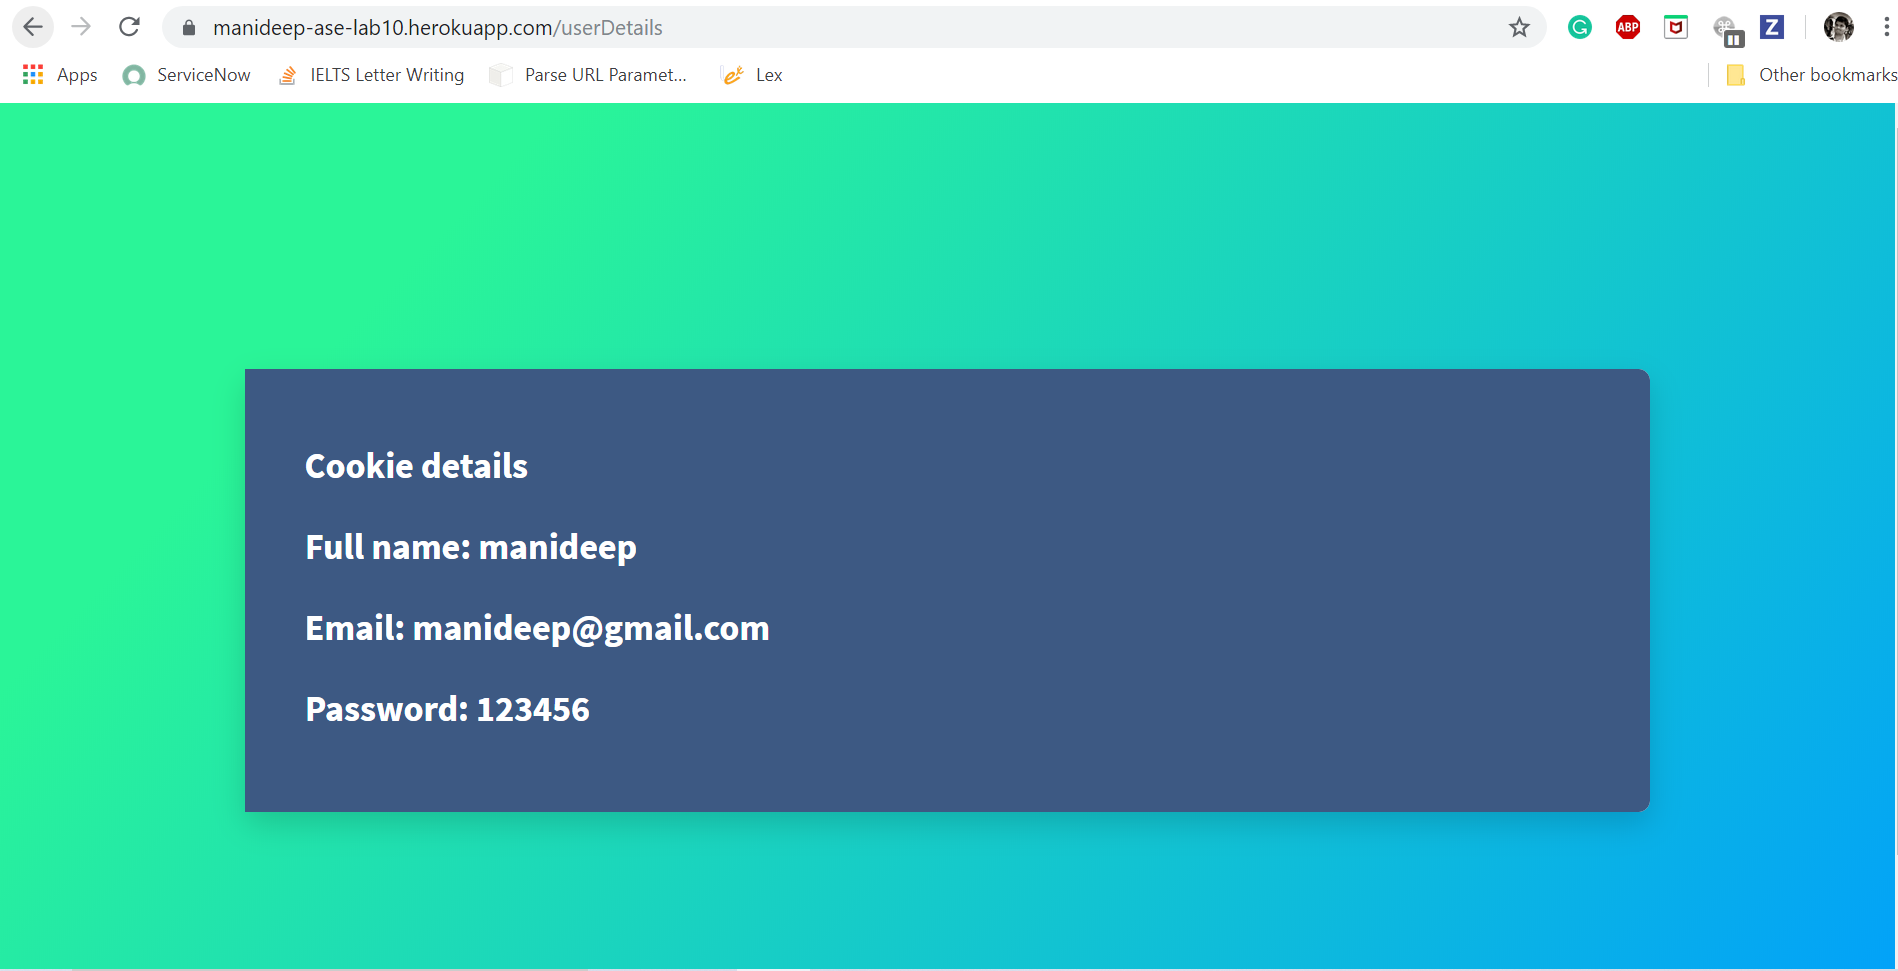 manideep-ase-lab10.herokuapp.com/userDetails
ABP
Z
Apps
ServiceNow
IELTS Letter Writing
Parse URL Paramet...
Lex
Other bookmarks
Cookie details
Full name: manideep
Email: manideep@gmail.com
Password: 123456